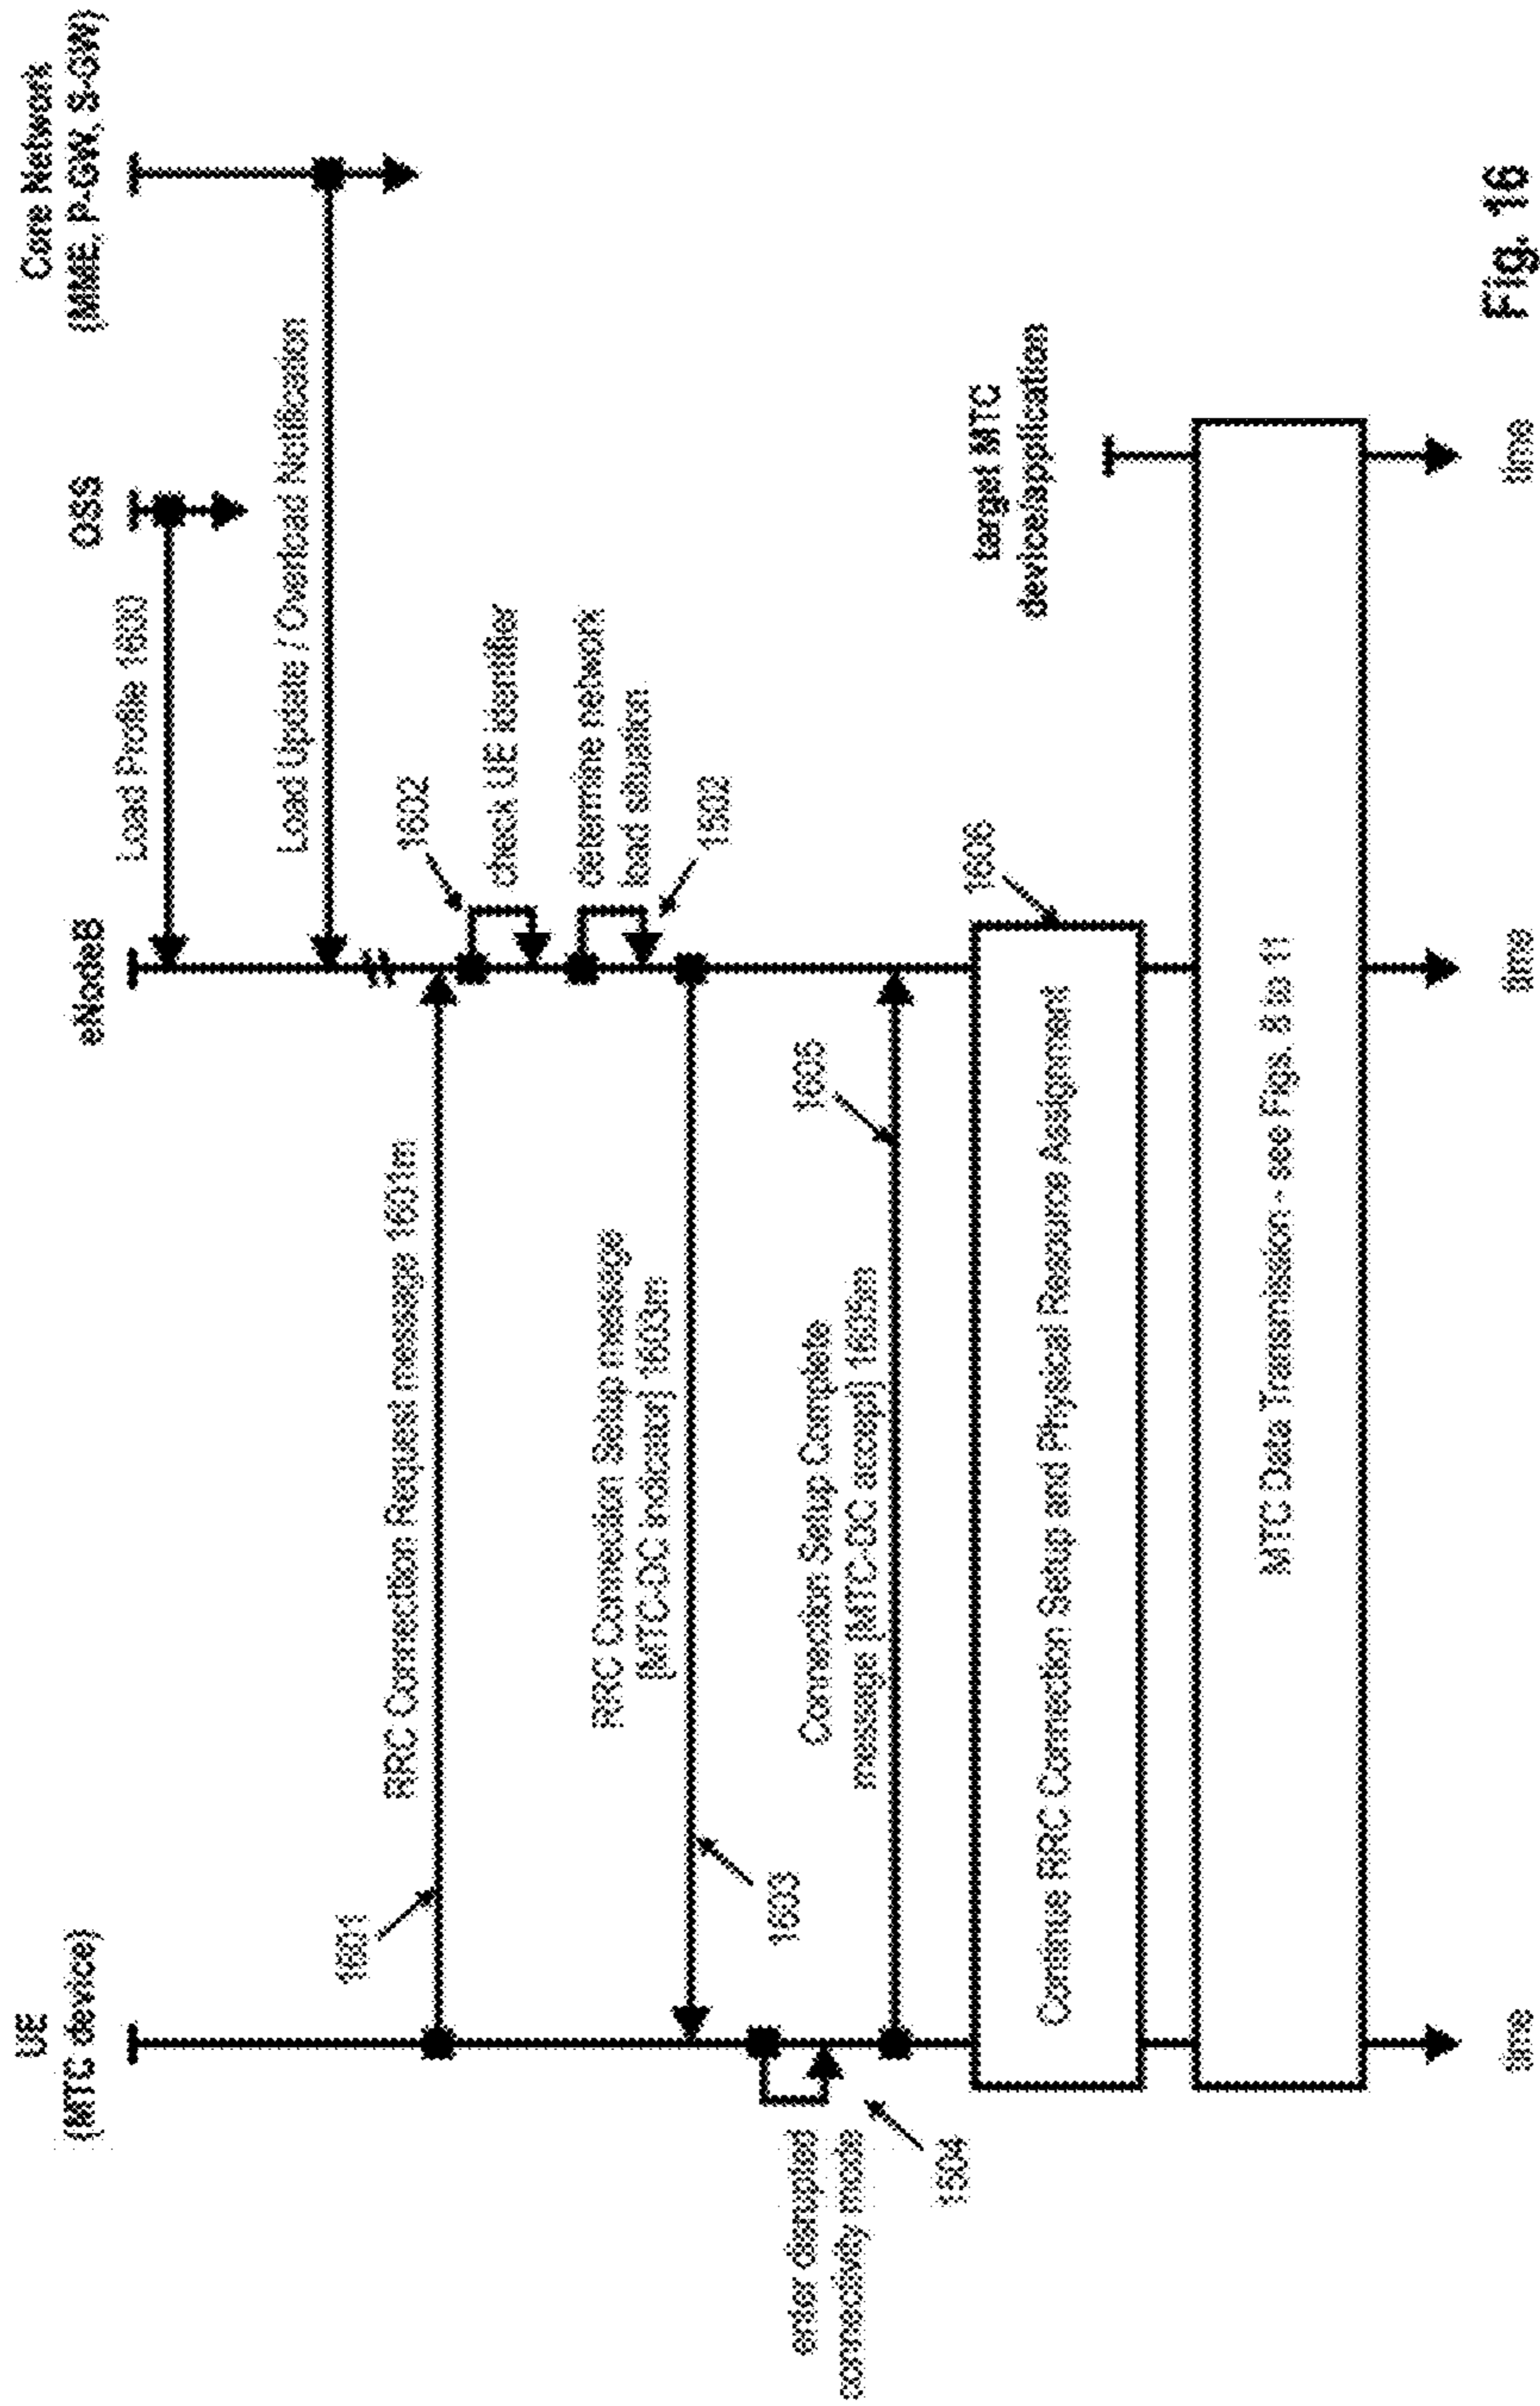 UE
(MTC device)
eNodeB
OSS
Core Network
(MME, P-GW, S-GW)
Load Profile 1600
Load Update / Overload Notification
1601
RRC Connection Request message 1601m
1602
check UE identifier
determine network
load situation
1602
RRC Connection Setup message
[MTC-DC indicated] 1603m
1603
enter disrupted
connectivity mode
1604
Connection Setup Complete
message [MTC-DC accept] 1605m
1605
1606
Continue RRC Connection Setup and Physical Resource Assignment
target MTC
device/application
MTC Data Transmission - see Figs. 8 to 11
time
time
time
Fig. 16